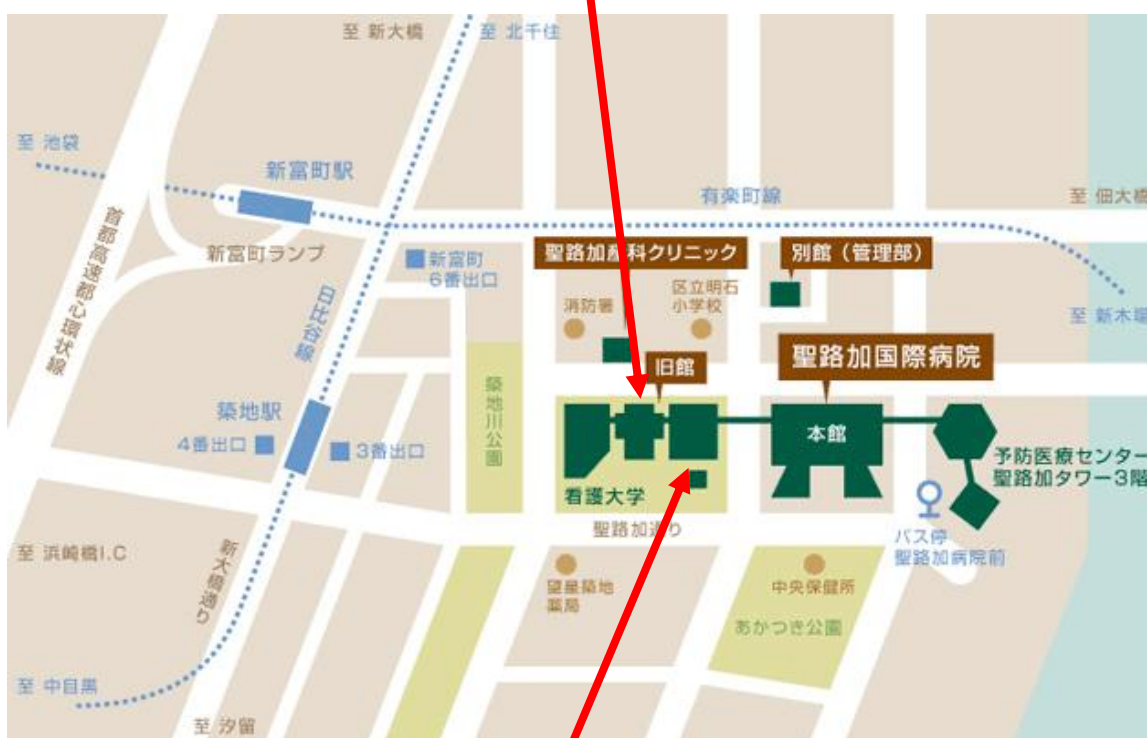 至 新大橋
至 北千住
至 池袋
新富町駅
有楽町線
至 佃大橋
首都高速都心環状線
新富町ランプ
新富町
6番出口
聖路加産科クリニック
別館（管理部）
日比谷線
消防署
区立明石
小学校
至 新木場
旧館
聖路加国際病院
築地川公園
築地駅
4番出口
3番出口
本館
看護大学
予防医療センター
聖路加タワー3階
聖路加通り
バス停
聖路加病院前
至 浜崎橋I.C
新大橋通り
望星築地
薬局
中央保健所
あかつき公園
至 中目黒
至 汐留